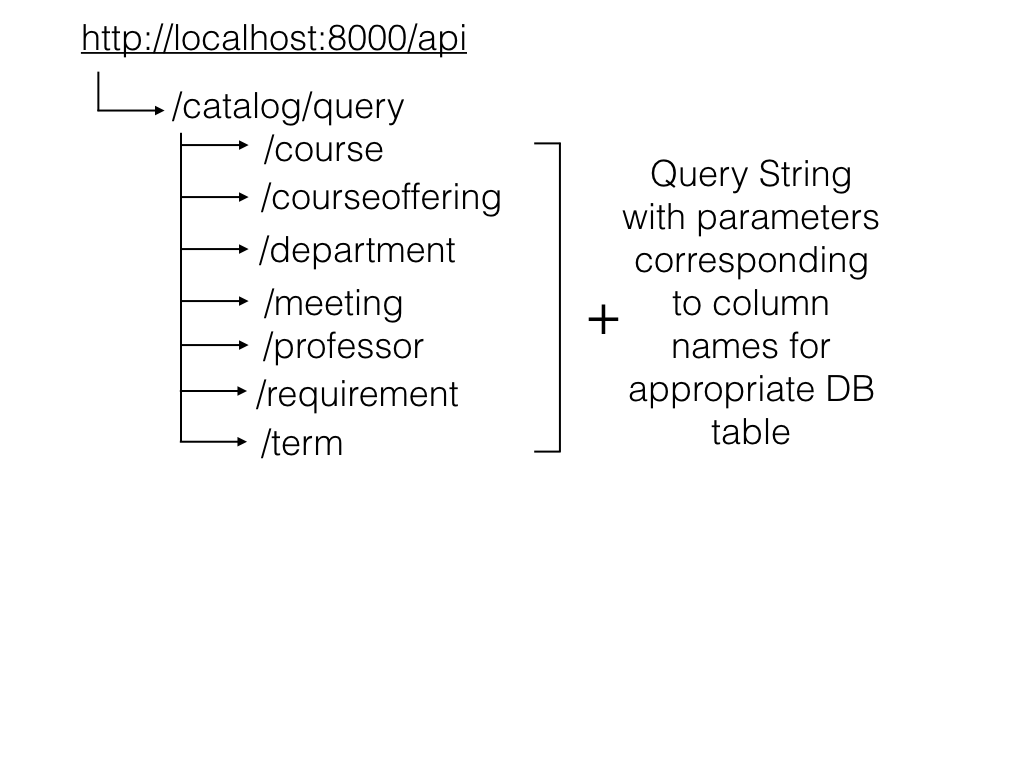 http://localhost:8000/api
/catalog/query
/course
/courseoffering
/department
/meeting
/professor
/requirement
/term
+
Query String
with parameters
corresponding
to column
names for
appropriate DB
table